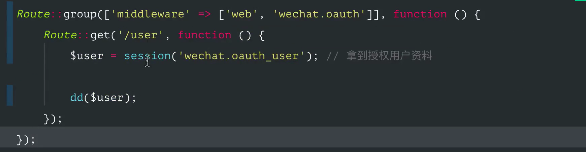 Route::group(['middleware' => ['web', 'wechat.oauth']], function () {
Route::get('/user', function () {
$user = session('wechat.oauth_user'); // 拿到授权用户资料
dd($user);
});
});